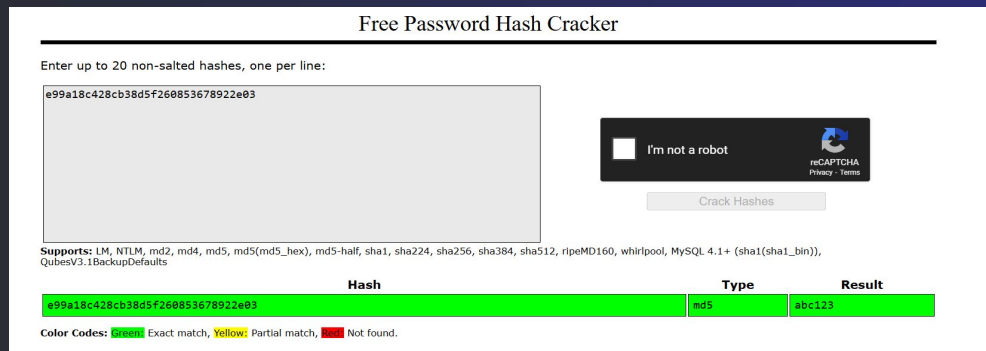 Free Password Hash Cracker
Enter up to 20 non-salted hashes, one per line:
e99a18c428cb38d5f260853678922e03
I'm not a robot
reCAPTCHA
Privacy - Terms
Crack Hashes
Supports: LM, NTLM, md2, md4, md5, md5(md5_hex), md5-half, sha1, sha224, sha256, sha384, sha512, ripeMD160, whirlpool, MySQL 4.1+ (sha1(sha1_bin)),
QubesV3.1BackupDefaults
Hash Type Result
e99a18c428cb38d5f260853678922e03 md5 abc123
Color Codes: Green: Exact match, Yellow: Partial match, Red: Not found.